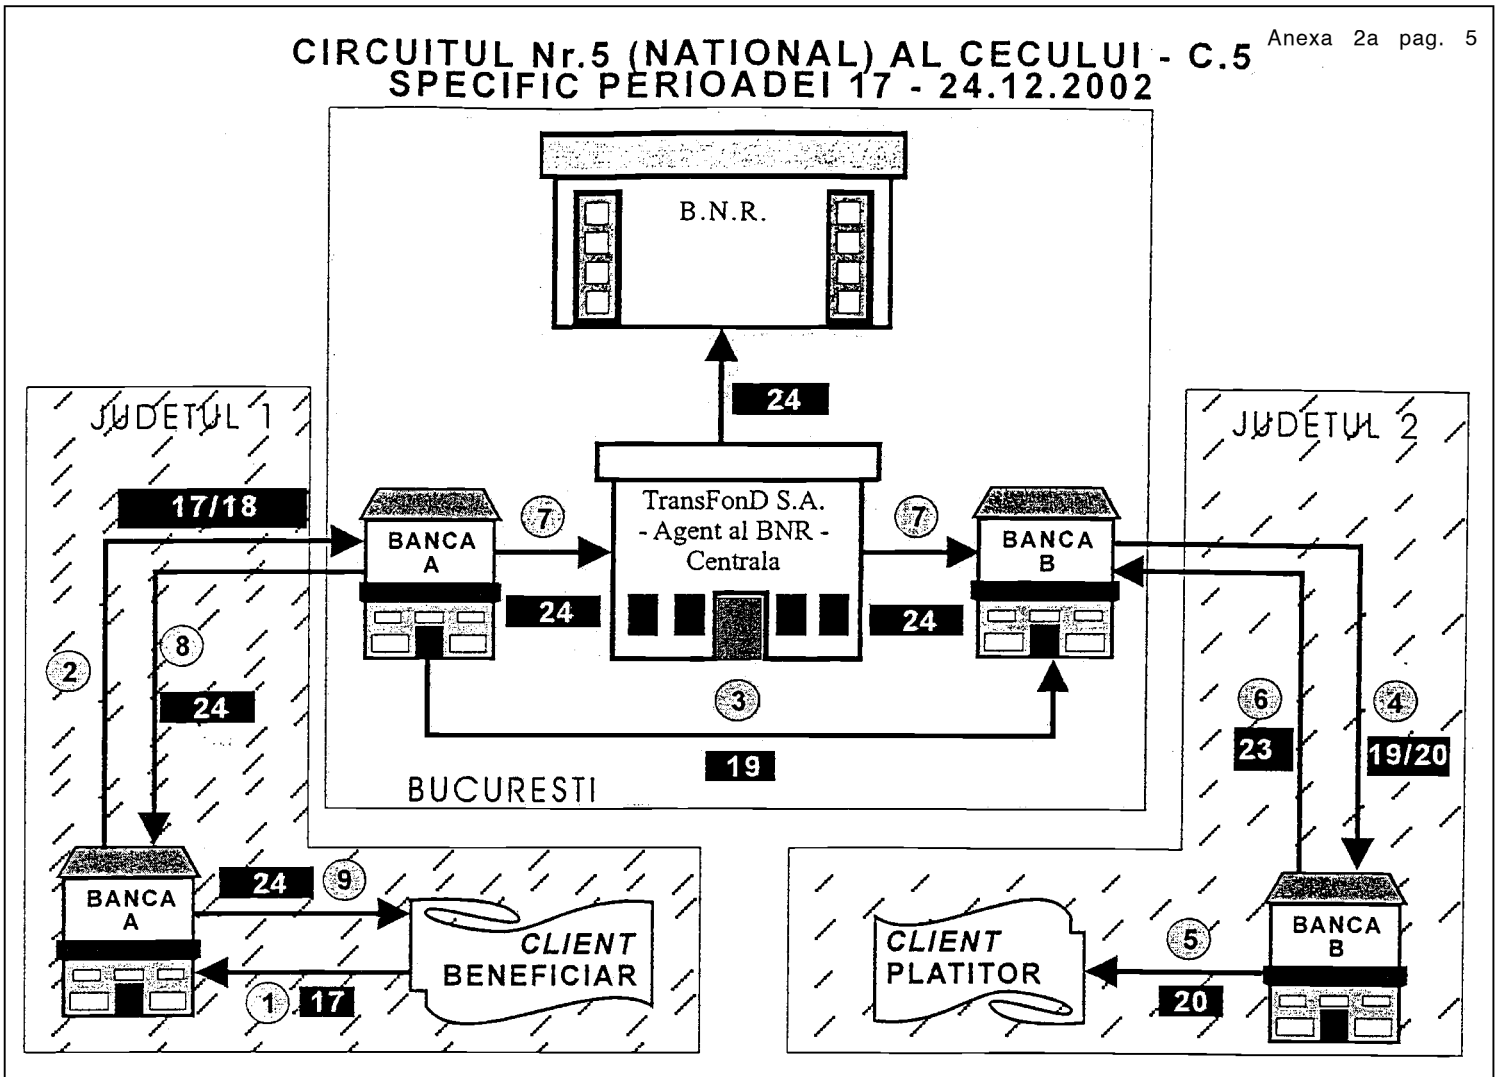 Anexa 2a pag. 5
CIRCUITUL Nr.5 (NATIONAL) AL CECULUI - C.5
SPECIFIC PERIOADEI 17 - 24.12.2002
B.N.R.
24
JUDETUL 1
JUDETUL 2
17/18
BANCA
A
7
24
TransFonD S.A.
- Agent al BNR -
Centrala
7
24
BANCA
B
2
8
24
3
19
6
23
4
19/20
BUCURESTI
BANCA
A
24
9
CLIENT
BENEFICIAR
1
17
CLIENT
PLATITOR
5
20
BANCA
B